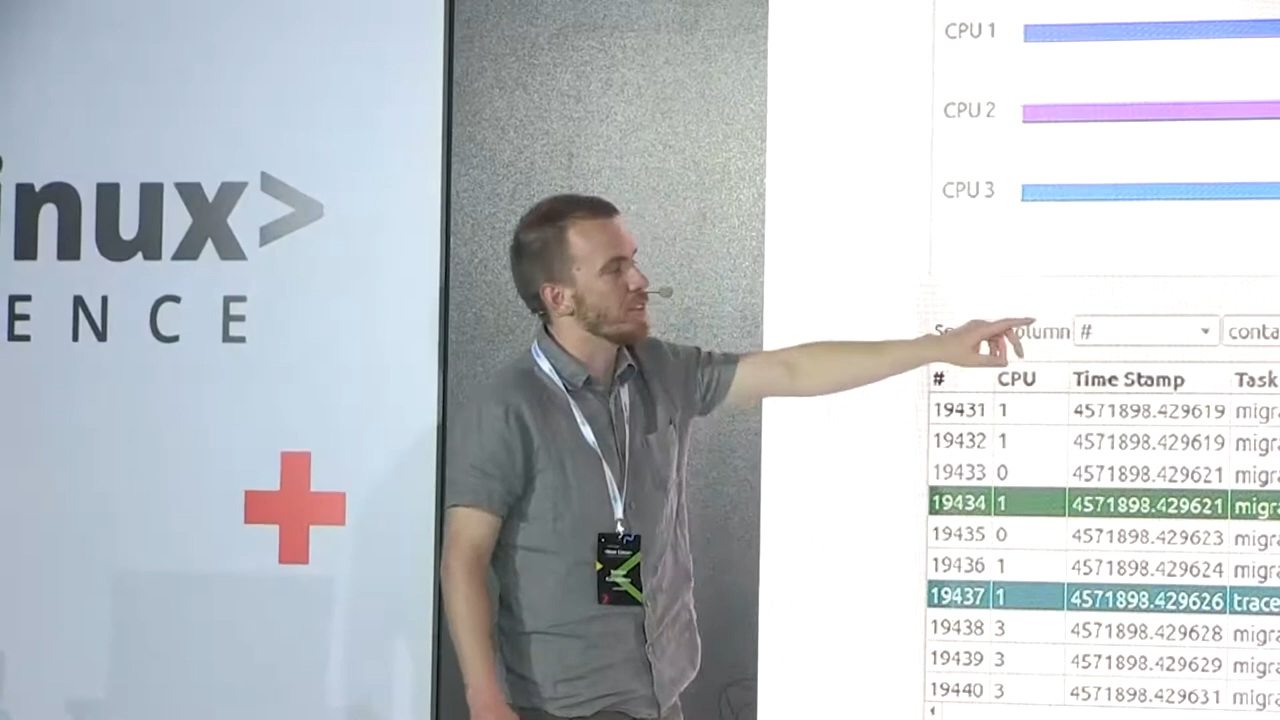 inux>
ENCE
CPU 1
CPU 2
CPU 3
olumn # conta
# CPU Time Stamp Task
19431 1 4571898.429619 migra
19432 1 4571898.429619 migra
19433 0 4571898.429621 migra
19434 1 4571898.429621 migra
19435 0 4571898.429623 migra
19436 1 4571898.429624 migra
19437 1 4571898.429626 trace
19438 3 4571898.429628 migra
19439 3 4571898.429629 migra
19440 3 4571898.429631 migra